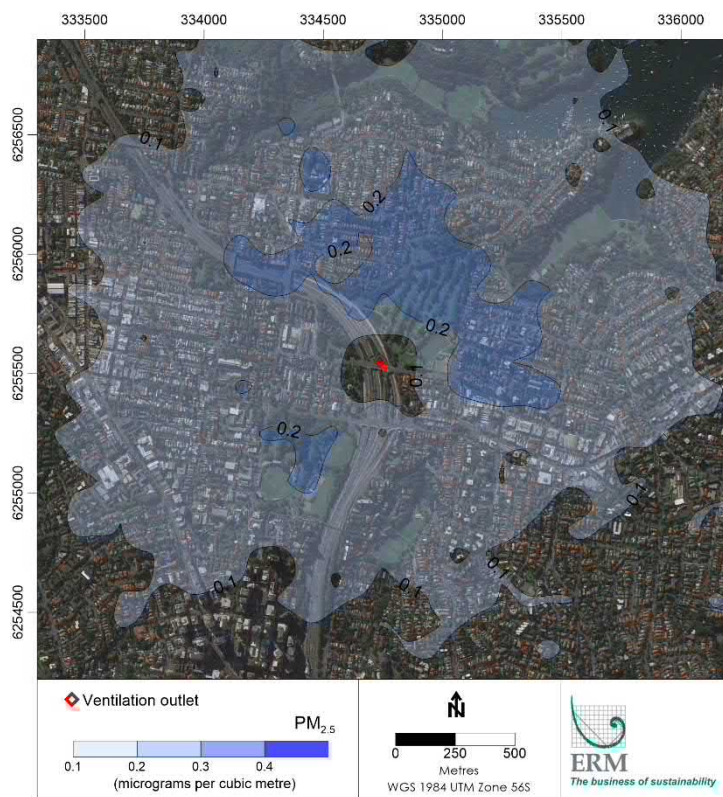 333500 334000 334500 335000 335500 336000
6256500
6256000
6255500
6255000
6254500
0.1
0.1
0.2
0.2
0.2
0.1
0.2
0.1
0.1
0.1
Ventilation outlet
PM2.5
0.1 0.2 0.3 0.4
(micrograms per cubic metre)
N
0 250 500
Metres
WGS 1984 UTM Zone 56S
ERM
The business of sustainability